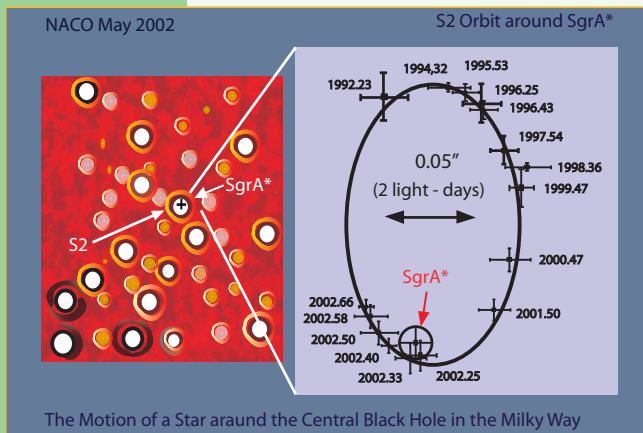 NACO May 2002
S2 Orbit around SgrA*
SgrA*
S2
1992.23
1994,32
1995.53
1996.25
1996.43
1997.54
1998.36
1999.47
0.05"
(2 light - days)
2000.47
SgrA*
2001.50
2002.66
2002.58
2002.50
2002.40
2002.33
2002.25
The Motion of a Star araund the Central Black Hole in the Milky Way